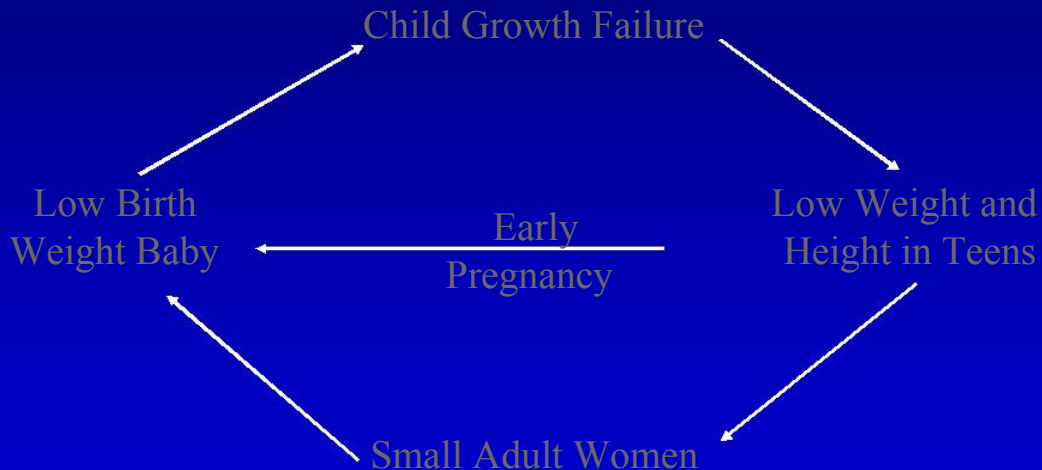 Child Growth Failure
Low Birth
Weight Baby
Early
Pregnancy
Low Weight and
Height in Teens
Small Adult Women